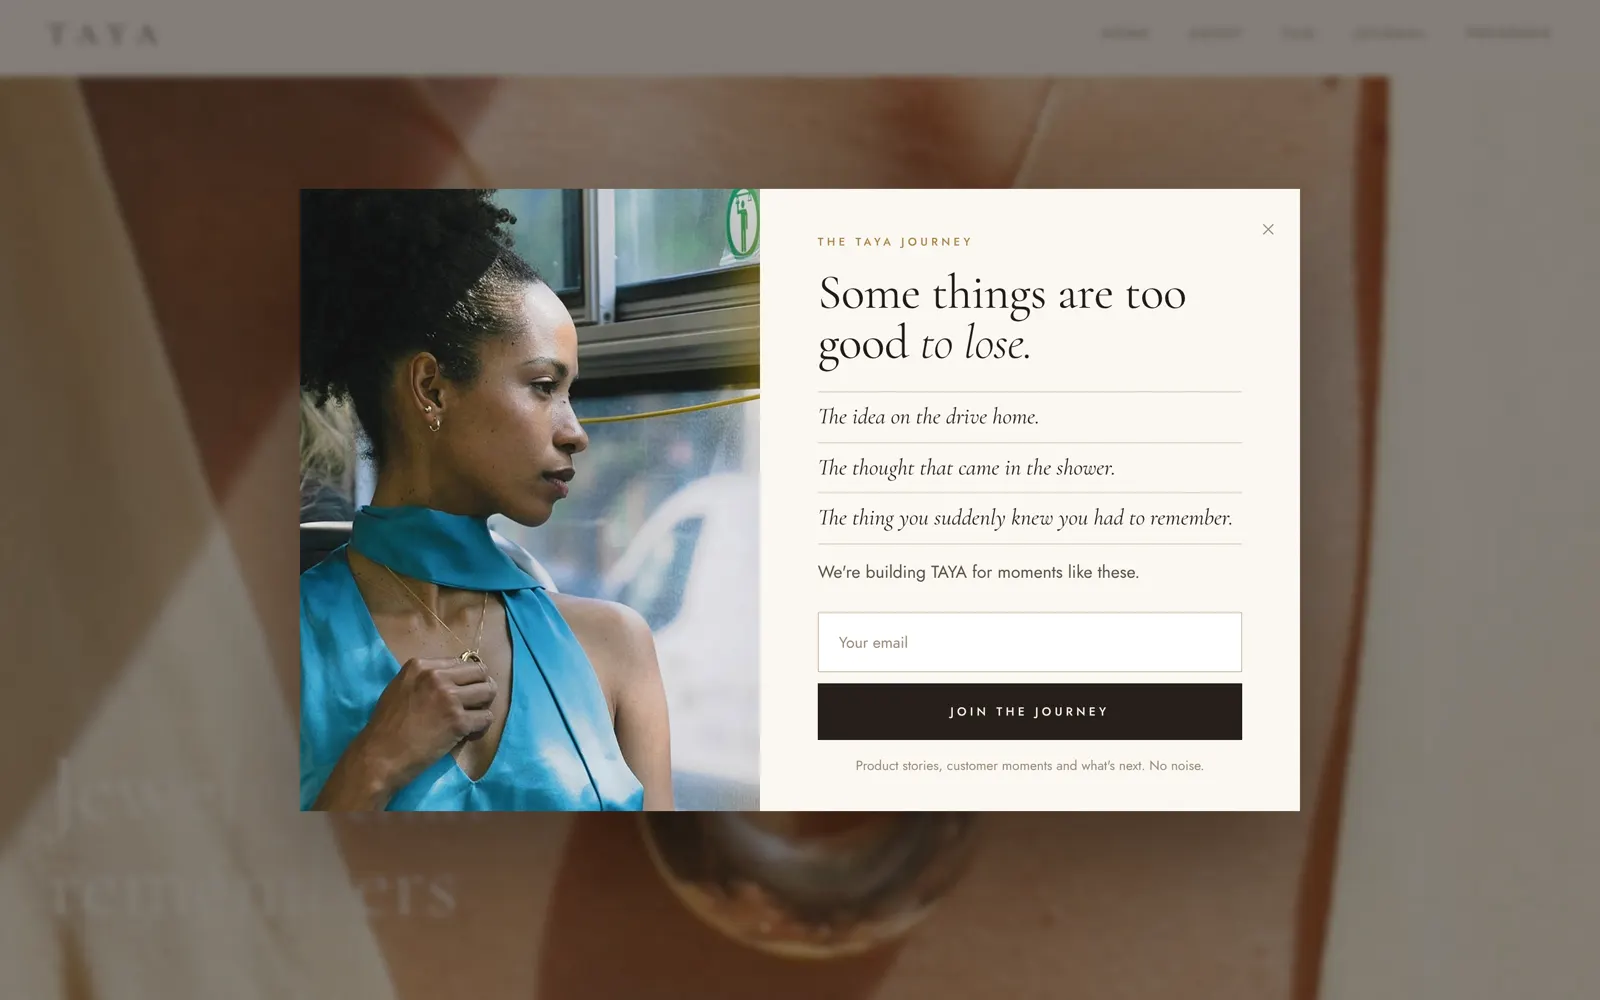 TAYA
THE TAYA JOURNEY
Some things are too
good to lose.
The idea on the drive home.
The thought that came in the shower.
The thing you suddenly knew you had to remember.
We're building TAYA for moments like these.
Your email
JOIN THE JOURNEY
Product stories, customer moments and what's next. No noise.